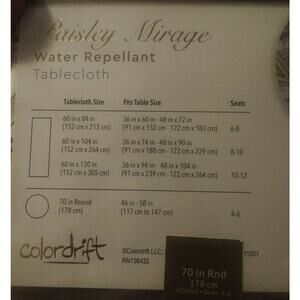 Paisley Mirage
Water Repellant
Tablecloth
Tablecloth Size Fits Table Size Seats
60 in x 84 in 36 in x 60 in - 48 in x 72 in
(152 cm x 213 cm) (91 cm x 152 cm - 122 cm x 183 cm) 6-8
60 in x 104 in 36 in x 74 in - 48 in x 90 in
(152 cm x 264 cm) (91 cm x 188 cm - 122 cm x 229 cm) 8-10
60 in x 120 in 36 in x 94 in - 48 in x 104 in
(152 cm x 305 cm) (91 cm x 239 cm - 122 cm x 264 cm) 10-12
70 in Round 46 in - 58 in
(178 cm) (117 cm to 147 cm) 4-6
colordrift
©Colordrift LLC, 11201
RN136432
70 in Rnd
178 cm
ROUND • Seats 4-6